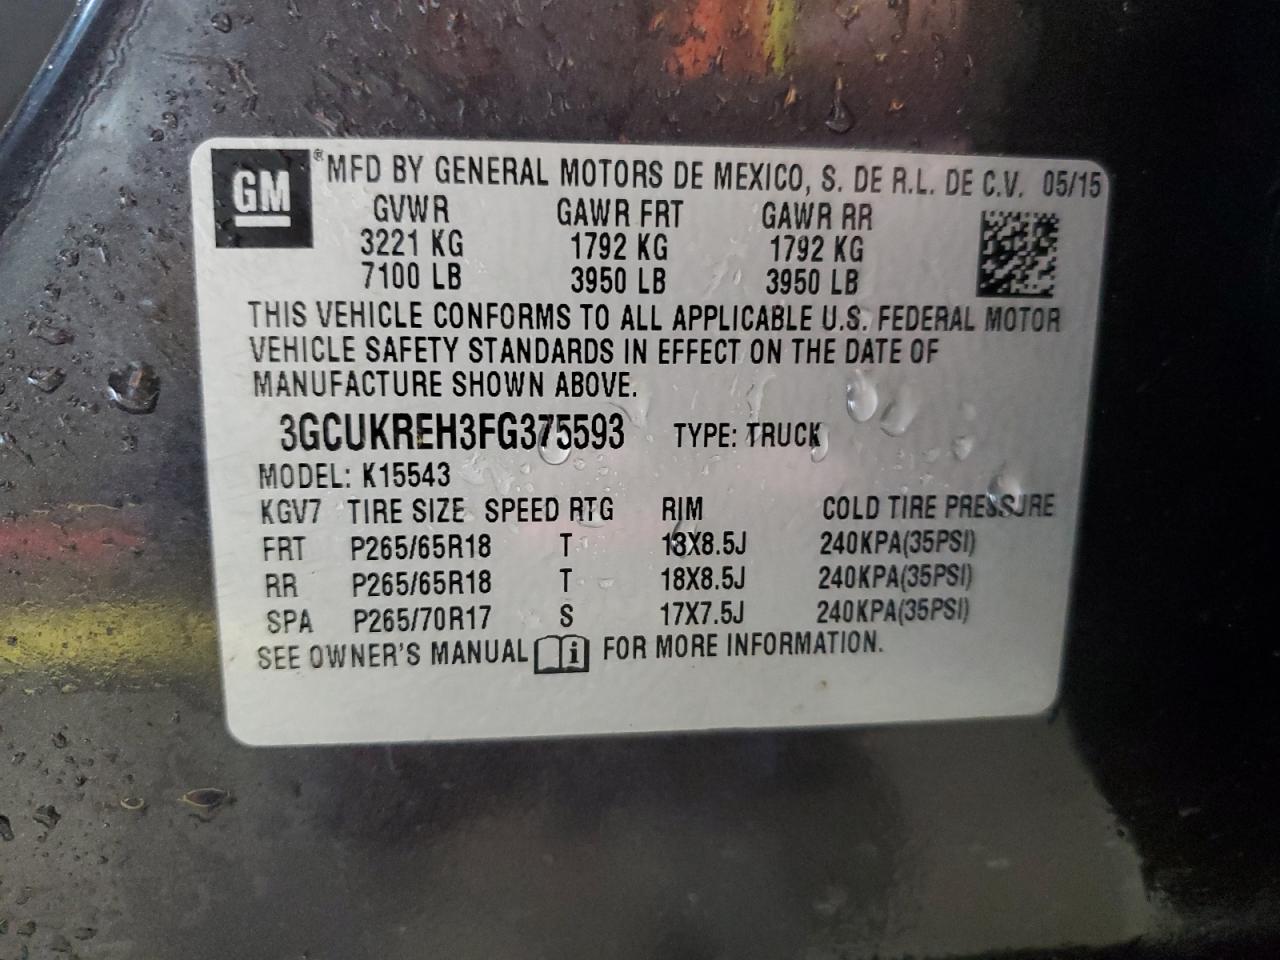 GM ® MFD BY GENERAL MOTORS DE MEXICO, S. DE R.L. DE C.V. 05/15
GVWR GAWR FRT GAWR RR
3221 KG 1792 KG 1792 KG
7100 LB 3950 LB 3950 LB
THIS VEHICLE CONFORMS TO ALL APPLICABLE U.S. FEDERAL MOTOR
VEHICLE SAFETY STANDARDS IN EFFECT ON THE DATE OF
MANUFACTURE SHOWN ABOVE.
3GCUKREH3FG375593 TYPE: TRUCK
MODEL: K15543
KGV7 TIRE SIZE SPEED RTG RIM COLD TIRE PRESSURE
FRT P265/65R18 T 18X8.5J 240KPA(35PSI)
RR P265/65R18 T 18X8.5J 240KPA(35PSI)
SPA P265/70R17 S 17X7.5J 240KPA(35PSI)
SEE OWNER'S MANUAL i FOR MORE INFORMATION.